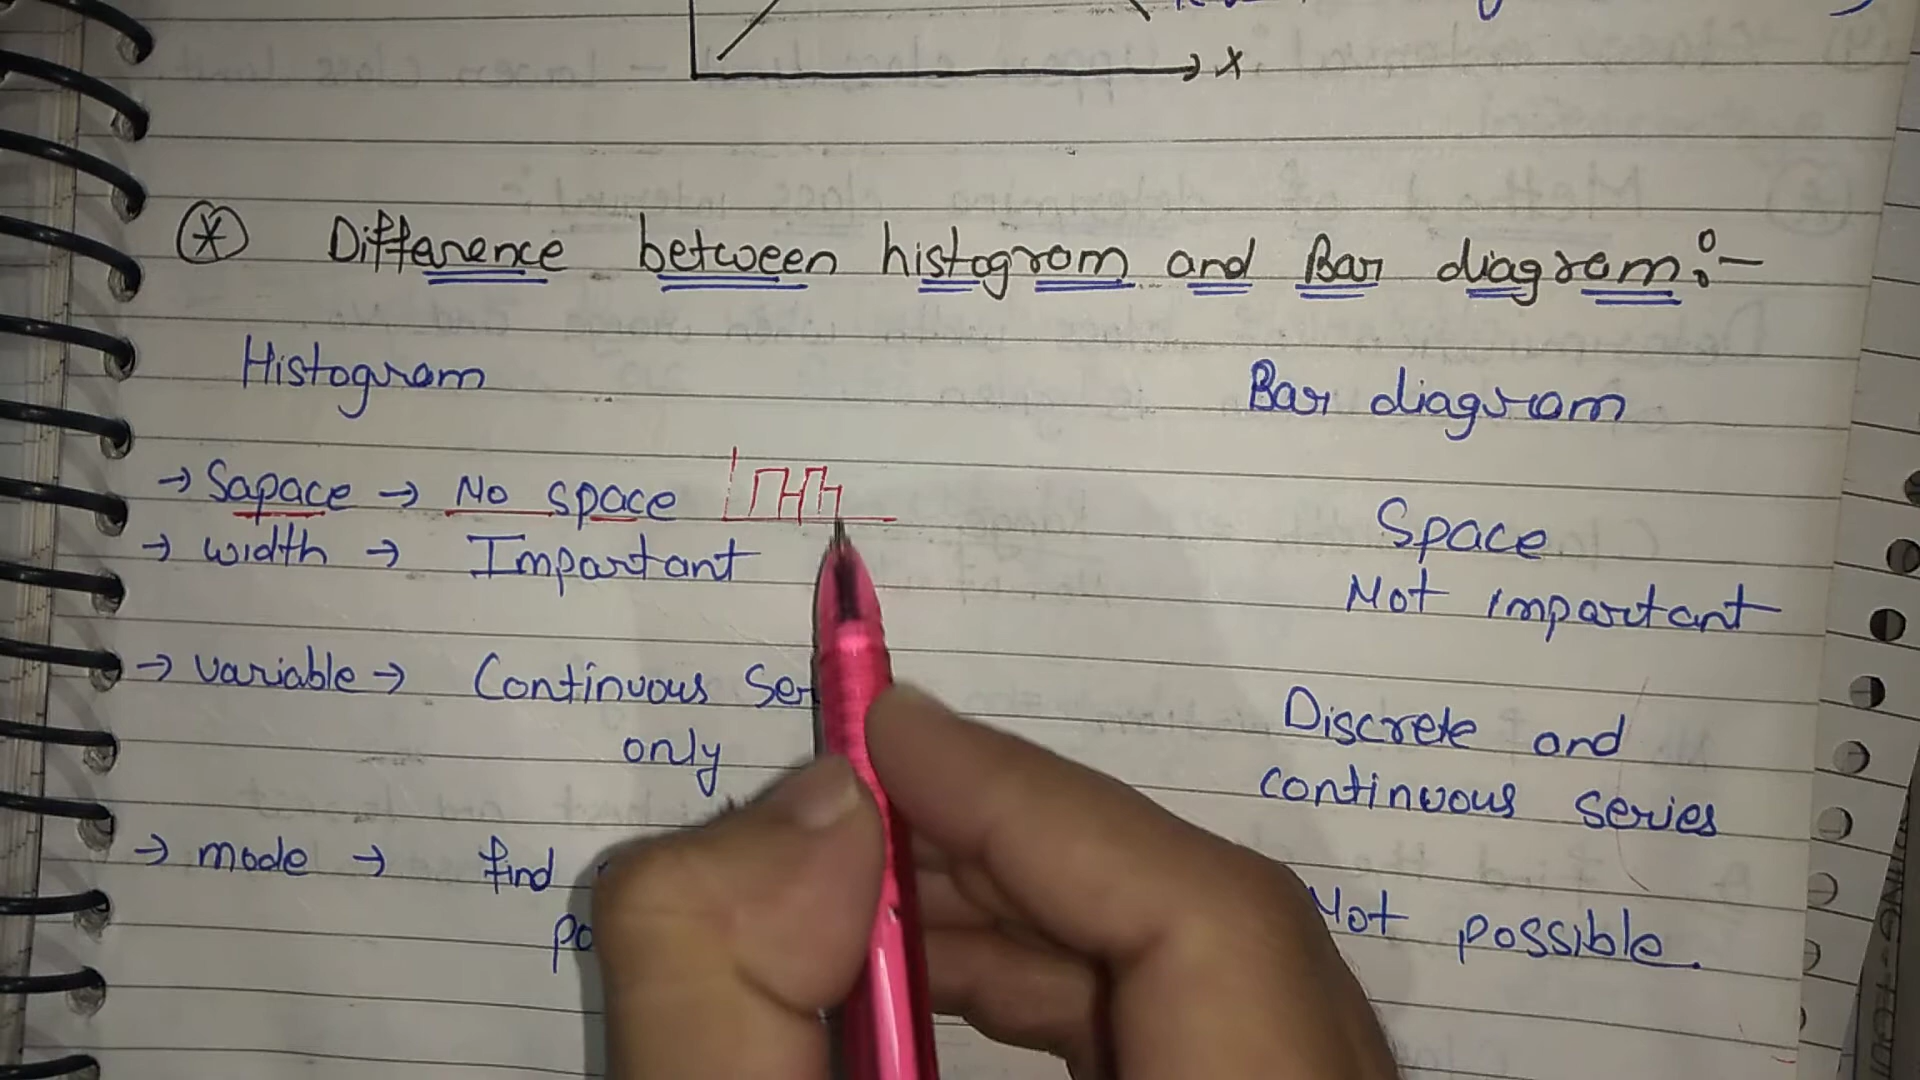 X
Difference between histogram and Bar diagram:-
Histogram
Bar diagram
→ Sapace → No space
Space
→ width → Important
Not important
→ variable → Continuous
only
Discrete and
continuous series
→ mode → find
Not possible.